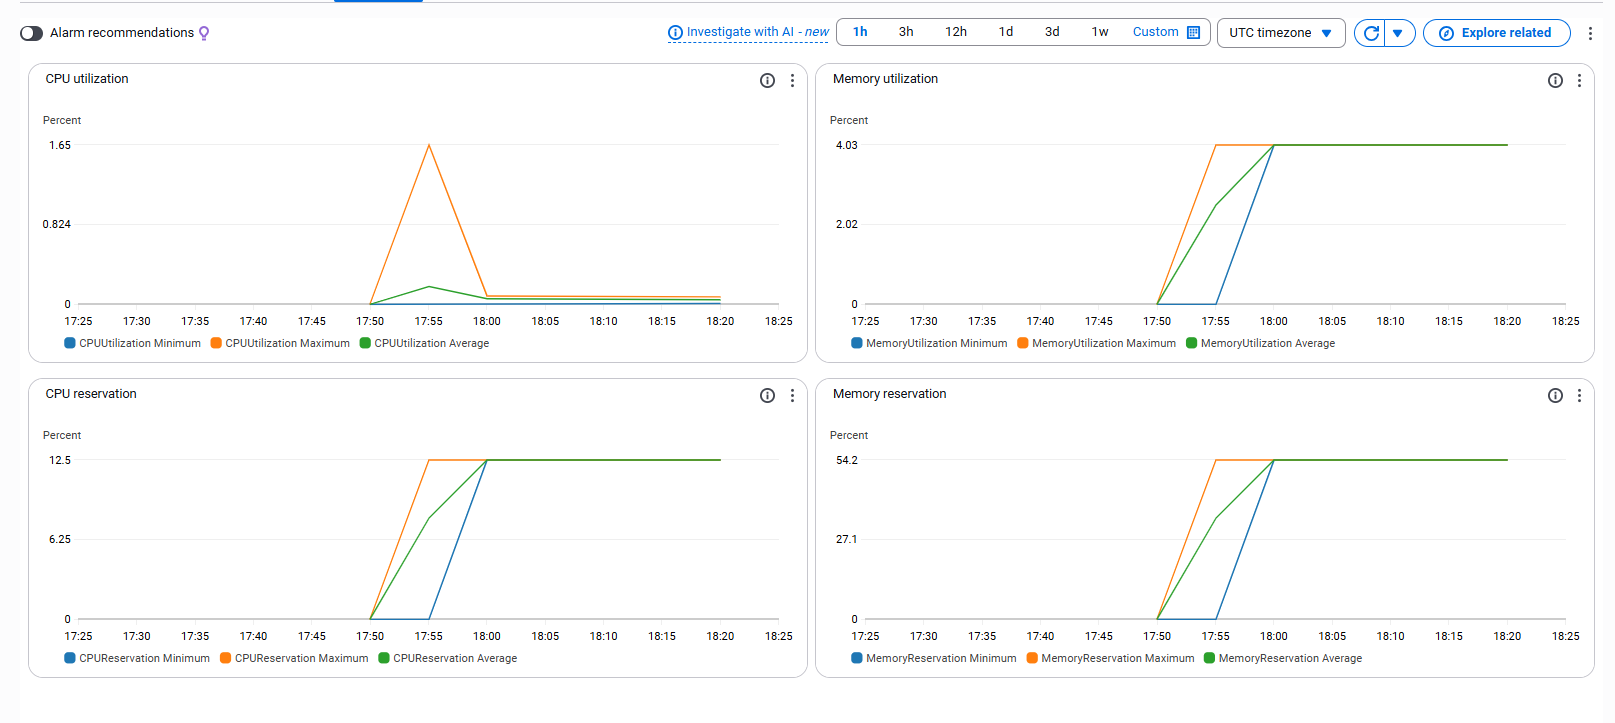 Alarm recommendations
Investigate with AI - new
1h 3h 12h 1d 3d 1w Custom
UTC timezone
Explore related
CPU utilization
Percent
1.65
0.824
0
17:25 17:30 17:35 17:40 17:45 17:50 17:55 18:00 18:05 18:10 18:15 18:20 18:25
CPUUtilization Minimum CPUUtilization Maximum CPUUtilization Average
Memory utilization
Percent
4.03
2.02
0
17:25 17:30 17:35 17:40 17:45 17:50 17:55 18:00 18:05 18:10 18:15 18:20 18:25
MemoryUtilization Minimum MemoryUtilization Maximum MemoryUtilization Average
CPU reservation
Percent
12.5
6.25
0
17:25 17:30 17:35 17:40 17:45 17:50 17:55 18:00 18:05 18:10 18:15 18:20 18:25
CPUReservation Minimum CPUReservation Maximum CPUReservation Average
Memory reservation
Percent
54.2
27.1
0
17:25 17:30 17:35 17:40 17:45 17:50 17:55 18:00 18:05 18:10 18:15 18:20 18:25
MemoryReservation Minimum MemoryReservation Maximum MemoryReservation Average